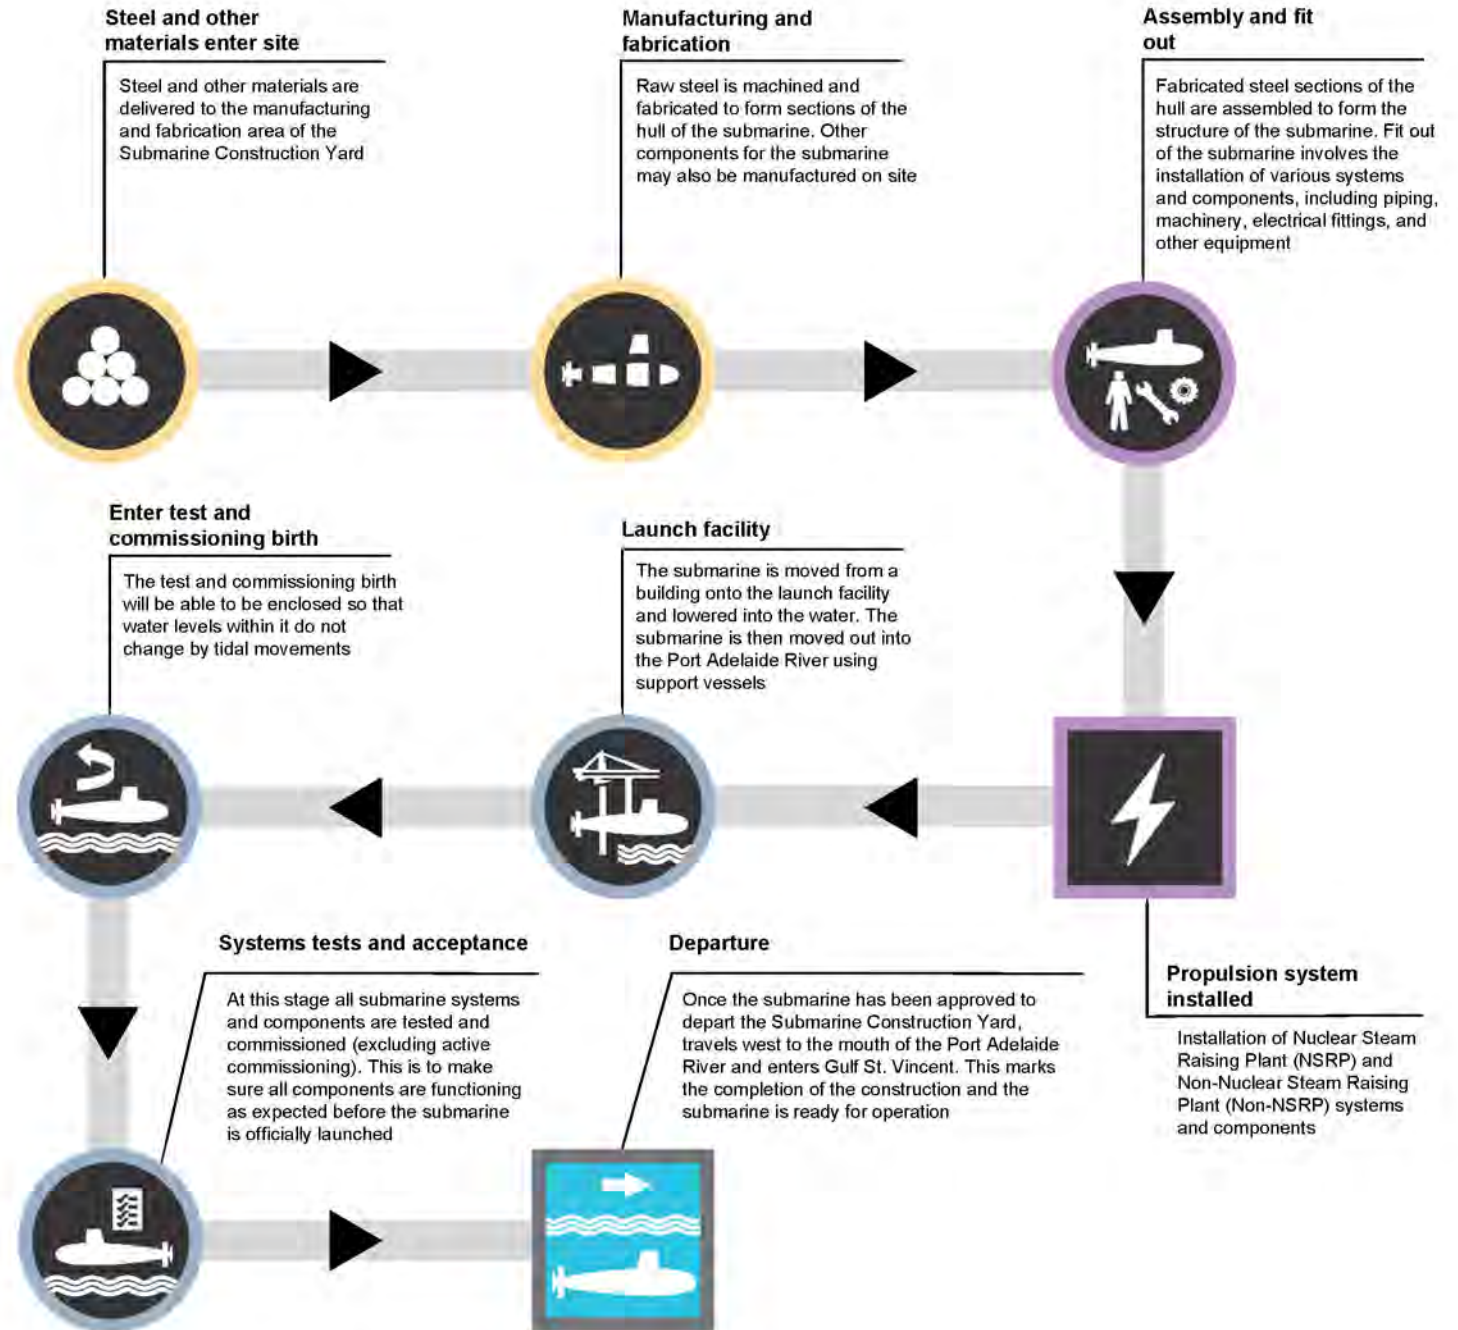 Steel and other
materials enter site
Steel and other materials are
delivered to the manufacturing
and fabrication area of the
Submarine Construction Yard
Manufacturing and
fabrication
Raw steel is machined and
fabricated to form sections of the
hull of the submarine. Other
components for the submarine
may also be manufactured on site
Assembly and fit
out
Fabricated steel sections of the
hull are assembled to form the
structure of the submarine. Fit out
of the submarine involves the
installation of various systems
and components, including piping,
machinery, electrical fittings, and
other equipment
Propulsion system
installed
Installation of Nuclear Steam
Raising Plant (NSRP) and
Non-Nuclear Steam Raising
Plant (Non-NSRP) systems
and components
Launch facility
The submarine is moved from a
building onto the launch facility
and lowered into the water. The
submarine is then moved out into
the Port Adelaide River using
support vessels
Enter test and
commissioning birth
The test and commissioning birth
will be able to be enclosed so that
water levels within it do not
change by tidal movements
Systems tests and acceptance
At this stage all submarine systems
and components are tested and
commissioned (excluding active
commissioning). This is to make
sure all components are functioning
as expected before the submarine
is officially launched
Departure
Once the submarine has been approved to
depart the Submarine Construction Yard,
travels west to the mouth of the Port Adelaide
River and enters Gulf St. Vincent. This marks
the completion of the construction and the
submarine is ready for operation